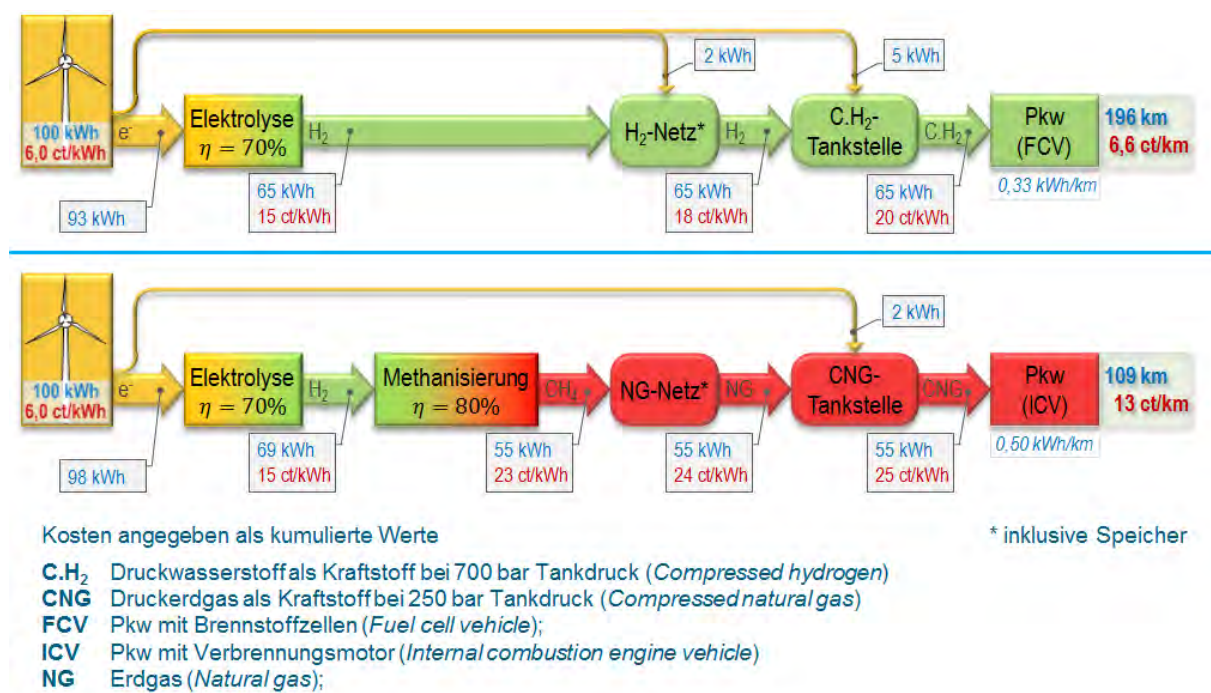 2 kWh
5 kWh
100 kWh
6,0 ct/kWh
e-
Elektrolyse
η = 70%
H₂
H₂-Netz*
H₂
C.H₂-
Tankstelle
C.H₂
Pkw
(FCV)
196 km
6,6 ct/km
0,33 kWh/km
93 kWh
65 kWh
15 ct/kWh
65 kWh
18 ct/kWh
65 kWh
20 ct/kWh
2 kWh
100 kWh
6,0 ct/kWh
e-
Elektrolyse
η = 70%
H₂
Methanisierung
η = 80%
CH₄
NG-Netz*
NG
CNG-
Tankstelle
CNG
Pkw
(ICV)
109 km
13 ct/km
0,50 kWh/km
98 kWh
69 kWh
15 ct/kWh
55 kWh
23 ct/kWh
55 kWh
24 ct/kWh
55 kWh
25 ct/kWh
Kosten angegeben als kumulierte Werte
* inklusive Speicher
C.H₂ Druckwasserstoff als Kraftstoff bei 700 bar Tankdruck (Compressed hydrogen)
CNG Druckerdgas als Kraftstoff bei 250 bar Tankdruck (Compressed natural gas)
FCV Pkw mit Brennstoffzellen (Fuel cell vehicle);
ICV Pkw mit Verbrennungsmotor (Internal combustion engine vehicle)
NG Erdgas (Natural gas);